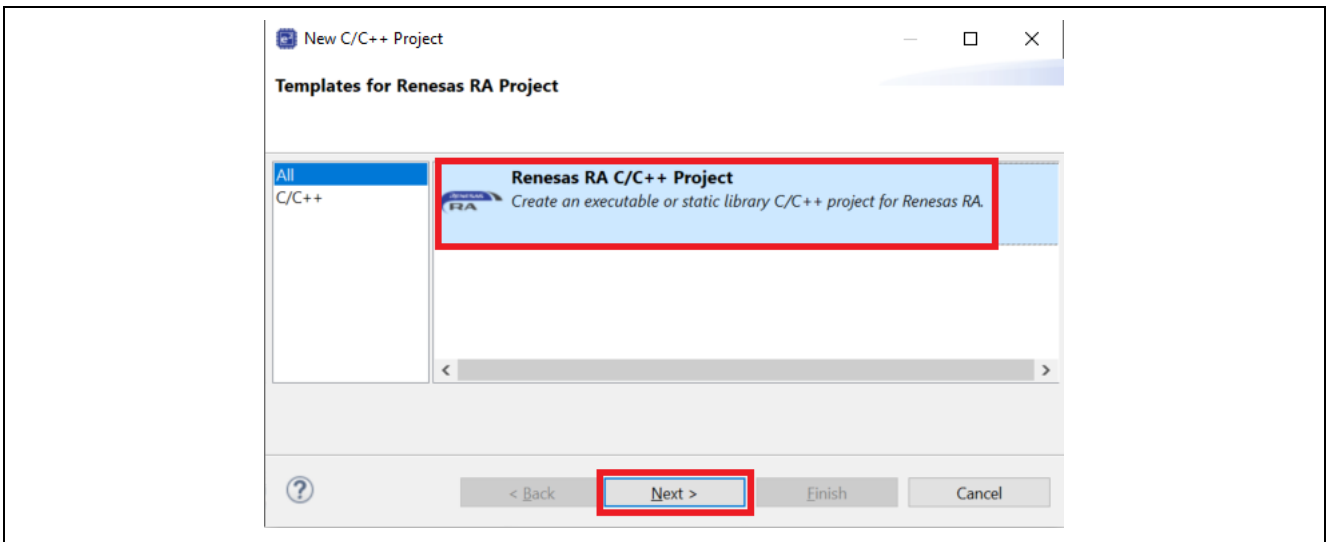 New C/C++ Project
Templates for Renesas RA Project
All
C/C++
Renesas RA C/C++ Project
RENESAS
RA
Create an executable or static library C/C++ project for Renesas RA.
< Back
Next >
Finish
Cancel